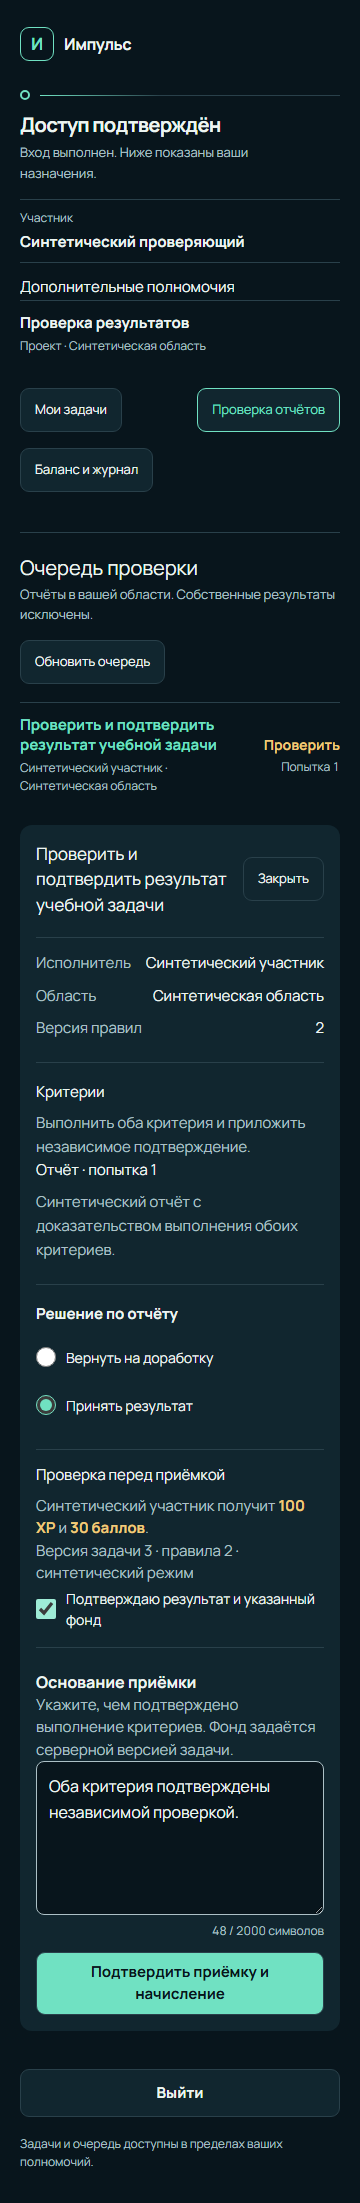 И Импульс
Доступ подтверждён
Вход выполнен. Ниже показаны ваши
назначения.
Участник
Синтетический проверяющий
Дополнительные полномочия
Проверка результатов
Проект · Синтетическая область
Мои задачи Проверка отчётов
Баланс и журнал
Очередь проверки
Отчёты в вашей области. Собственные результаты
исключены.
Обновить очередь
Проверить и подтвердить
результат учебной задачи
Проверить
Синтетический участник ·
Синтетическая область
Попытка 1
Проверить и
подтвердить результат
учебной задачи
Закрыть
Исполнитель Синтетический участник
Область Синтетическая область
Версия правил 2
Критерии
Выполнить оба критерия и приложить
независимое подтверждение.
Отчёт · попытка 1
Синтетический отчёт с
доказательством выполнения обоих
критериев.
Решение по отчёту
Вернуть на доработку
Принять результат
Проверка перед приёмкой
Синтетический участник получит 100
XP и 30 баллов.
Версия задачи 3 · правила 2 ·
синтетический режим
Подтверждаю результат и указанный
фонд
Основание приёмки
Укажите, чем подтверждено
выполнение критериев. Фонд задаётся
серверной версией задачи.
Оба критерия подтверждены
независимой проверкой.
48 / 2000 символов
Подтвердить приёмку и
начисление
Выйти
Задачи и очередь доступны в пределах ваших
полномочий.